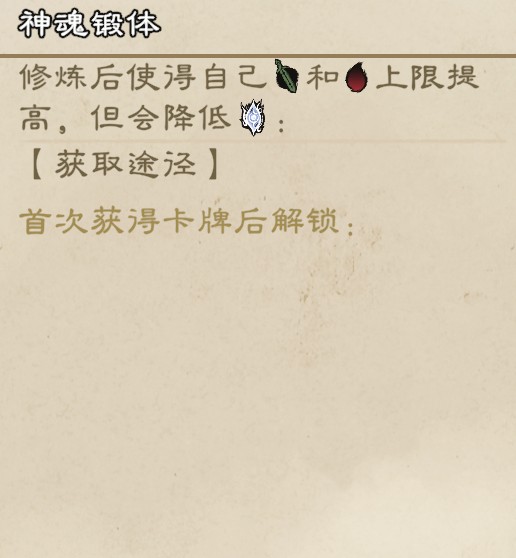 神魂锻体
修炼后使得自己和上限提
高，但会降低：
【获取途径】
首次获得卡牌后解锁：